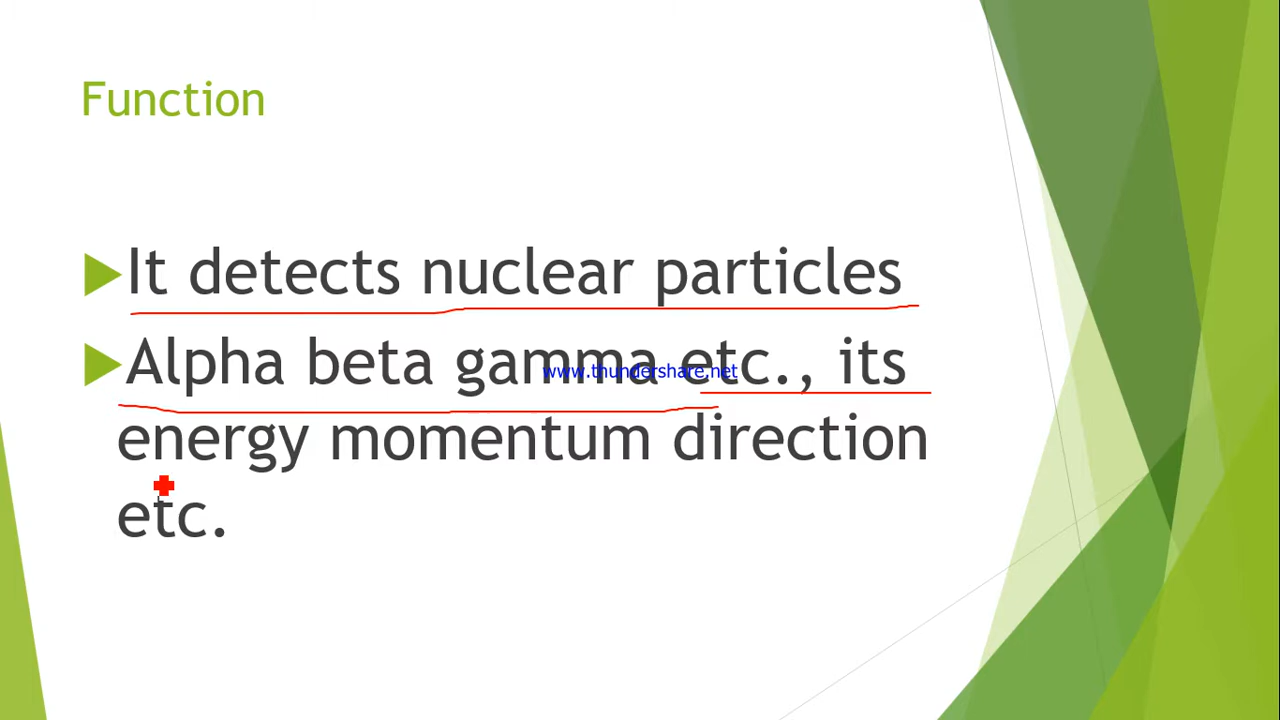 Function
It detects nuclear particles
Alpha beta gamma etc., its
www.thundershare.net
energy momentum direction
etc.